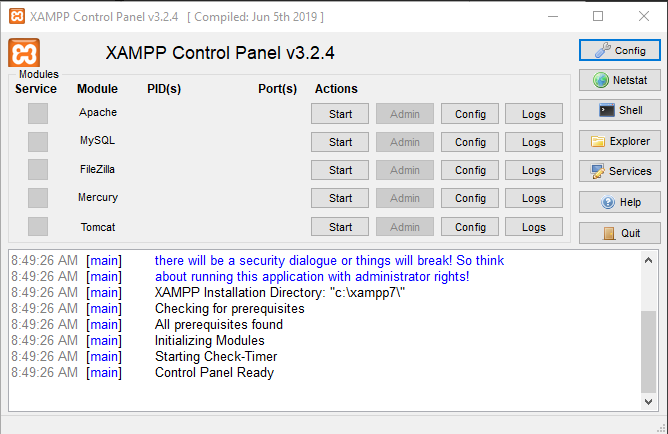 XAMPP Control Panel v3.2.4 [ Compiled: Jun 5th 2019 ]
XAMPP Control Panel v3.2.4
Config
Modules
Service Module PID(s) Port(s) Actions
Netstat
Apache Start Admin Config Logs
Shell
MySQL Start Admin Config Logs
Explorer
FileZilla Start Admin Config Logs
Services
Mercury Start Admin Config Logs
Help
Tomcat Start Admin Config Logs
Quit
8:49:26 AM [main] there will be a security dialogue or things will break! So think
8:49:26 AM [main] about running this application with administrator rights!
8:49:26 AM [main] XAMPP Installation Directory: "c:\xampp7\"
8:49:26 AM [main] Checking for prerequisites
8:49:26 AM [main] All prerequisites found
8:49:26 AM [main] Initializing Modules
8:49:26 AM [main] Starting Check-Timer
8:49:26 AM [main] Control Panel Ready